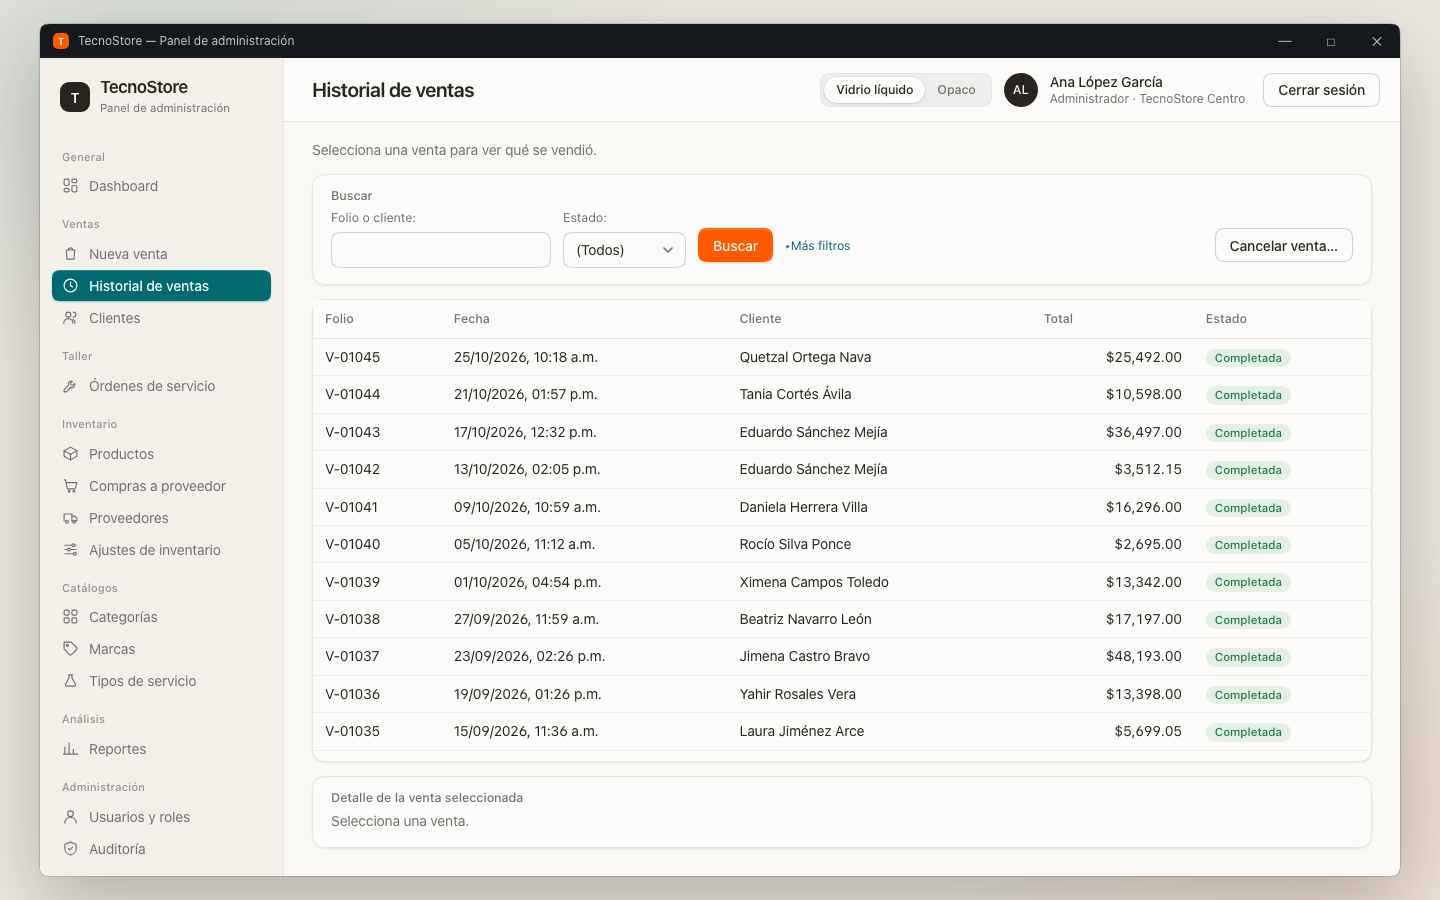 T TecnoStore — Panel de administración
T TecnoStore
Panel de administración
General
Dashboard
Ventas
Nueva venta
Historial de ventas
Clientes
Taller
Órdenes de servicio
Inventario
Productos
Compras a proveedor
Proveedores
Ajustes de inventario
Catálogos
Categorías
Marcas
Tipos de servicio
Análisis
Reportes
Administración
Usuarios y roles
Auditoría
Historial de ventas
Vidrio líquido Opaco
AL
Ana López García
Administrador · TecnoStore Centro
Cerrar sesión
Selecciona una venta para ver qué se vendió.
Buscar
Folio o cliente: Estado:
(Todos) Buscar ▸Más filtros Cancelar venta...
Folio Fecha Cliente Total Estado
V-01045 25/10/2026, 10:18 a.m. Quetzal Ortega Nava $25,492.00 Completada
V-01044 21/10/2026, 01:57 p.m. Tania Cortés Ávila $10,598.00 Completada
V-01043 17/10/2026, 12:32 p.m. Eduardo Sánchez Mejía $36,497.00 Completada
V-01042 13/10/2026, 02:05 p.m. Eduardo Sánchez Mejía $3,512.15 Completada
V-01041 09/10/2026, 10:59 a.m. Daniela Herrera Villa $16,296.00 Completada
V-01040 05/10/2026, 11:12 a.m. Rocío Silva Ponce $2,695.00 Completada
V-01039 01/10/2026, 04:54 p.m. Ximena Campos Toledo $13,342.00 Completada
V-01038 27/09/2026, 11:59 a.m. Beatriz Navarro León $17,197.00 Completada
V-01037 23/09/2026, 02:26 p.m. Jimena Castro Bravo $48,193.00 Completada
V-01036 19/09/2026, 01:26 p.m. Yahir Rosales Vera $13,398.00 Completada
V-01035 15/09/2026, 11:36 a.m. Laura Jiménez Arce $5,699.05 Completada
Detalle de la venta seleccionada
Selecciona una venta.